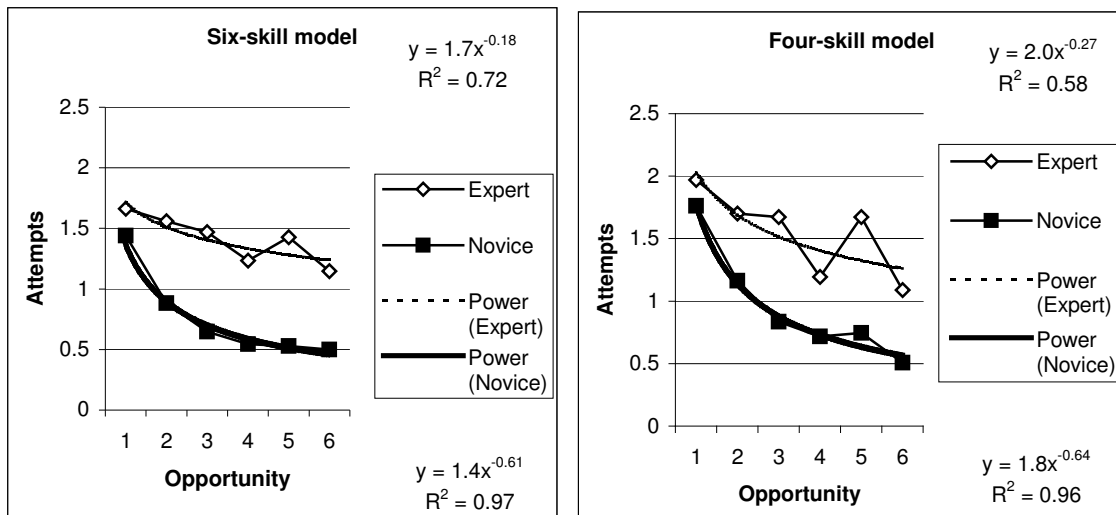 Six-skill model
y = 1.7x^-0.18
R^2 = 0.72
2.5
2
1.5
1
0.5
0
Attempts
1 2 3 4 5 6
Opportunity
Expert
Novice
Power
(Expert)
Power
(Novice)
y = 1.4x^-0.61
R^2 = 0.97
Four-skill model
y = 2.0x^-0.27
R^2 = 0.58
2.5
2
1.5
1
0.5
0
Attempts
1 2 3 4 5 6
Opportunity
Expert
Novice
Power
(Expert)
Power
(Novice)
y = 1.8x^-0.64
R^2 = 0.96